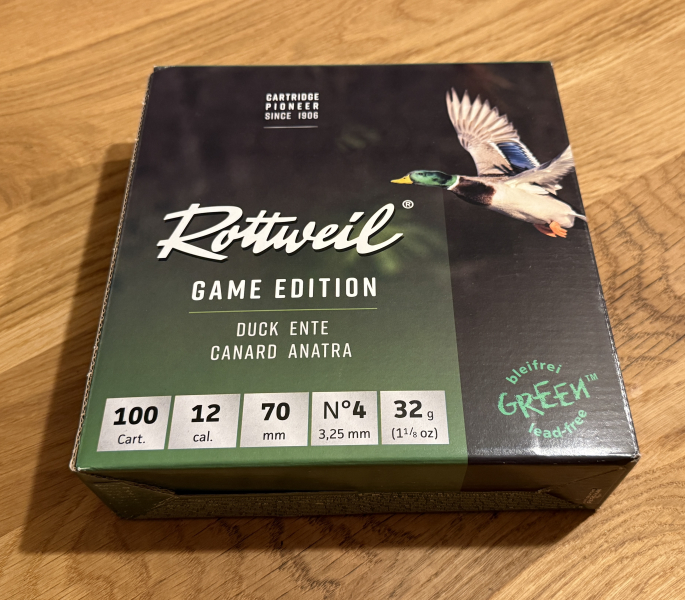 CARTRIDGE
PIONEER
SINCE 1906
Rottweil®
GAME EDITION
DUCK ENTE
CANARD ANATRA
100
Cart.
12
cal.
70
mm
N°4
3,25 mm
32 g
(1 1/8 oz)
bleifrei
GREEN™
lead-free